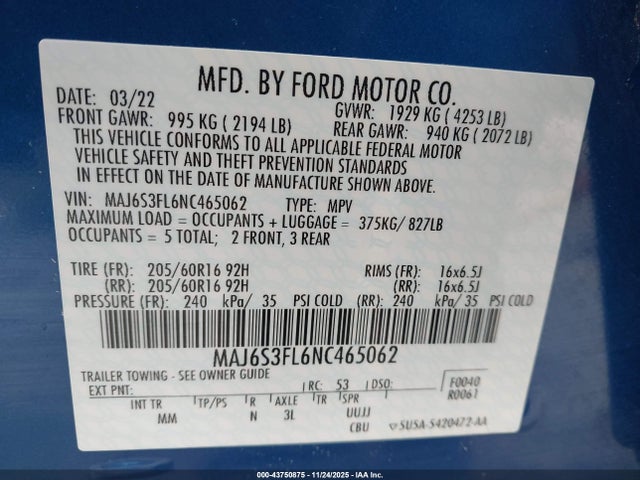 MFD. BY FORD MOTOR CO.
DATE: 03/22 GVWR: 1929 KG ( 4253 LB)
FRONT GAWR: 995 KG ( 2194 LB) REAR GAWR: 940 KG ( 2072 LB)
THIS VEHICLE CONFORMS TO ALL APPLICABLE FEDERAL MOTOR
VEHICLE SAFETY AND THEFT PREVENTION STANDARDS
IN EFFECT ON THE DATE OF MANUFACTURE SHOWN ABOVE.
VIN: MAJ6S3FL6NC465062 TYPE: MPV
MAXIMUM LOAD = OCCUPANTS + LUGGAGE = 375KG/ 827LB
OCCUPANTS = 5 TOTAL; 2 FRONT, 3 REAR
TIRE (FR): 205/60R16 92H RIMS (FR): 16x6.5J
(RR): 205/60R16 92H (RR): 16x6.5J
PRESSURE (FR): 240 kPa/ 35 PSI COLD (RR): 240 kPa/ 35 PSI COLD
MAJ6S3FL6NC465062
TRAILER TOWING - SEE OWNER GUIDE
EXT PNT: RC: 53 DSO: F0040
R0061
INT TR TP/PS R AXLE TR SPR
MM N 3L UUJJ
CBU SU5A-5420472-AA
000-43750875 - 11/24/2025 - IAAI.com